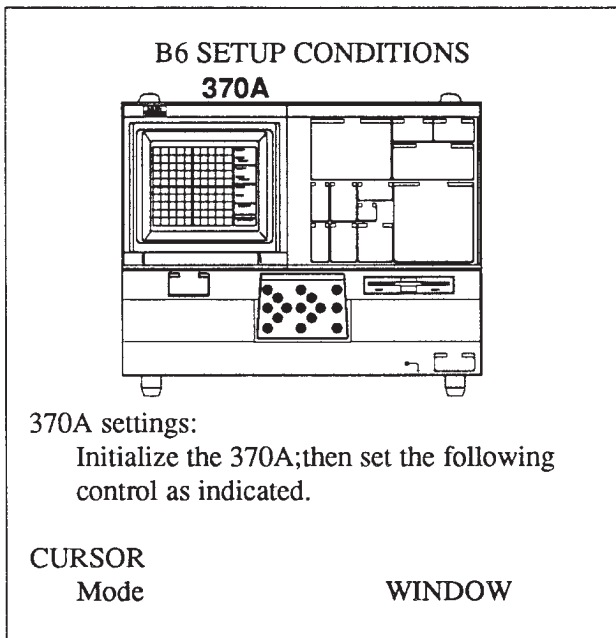 B6 SETUP CONDITIONS
370A
370A settings:
Initialize the 370A;then set the following
control as indicated.
CURSOR
Mode WINDOW